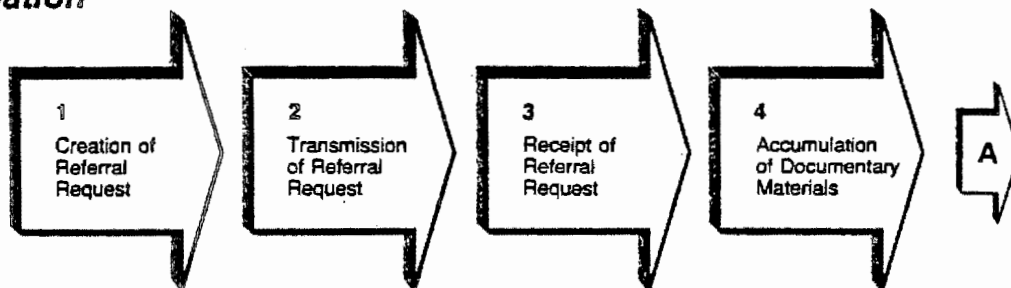 1
Creation of
Referral
Request
2
Transmission
of Referral
Request
3
Receipt of
Referral
Request
4
Accumulation
of Documentary
Materials
A